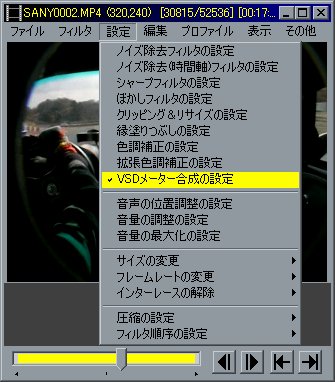 SANY0002.MP4 (320,240) [30815/52536] [00:17:...
ファイル フィルタ 設定 編集 プロファイル 表示 その他
ノイズ除去フィルタの設定
ノイズ除去(時間軸)フィルタの設定
シャープフィルタの設定
ぼかしフィルタの設定
クリッピング&リサイズの設定
縁塗りつぶしの設定
色調補正の設定
拡張色調補正の設定
✓ VSDメーター合成の設定
音声の位置調整の設定
音量の調整の設定
音量の最大化の設定
サイズの変更
フレームレートの変更
インターレースの解除
圧縮の設定
フィルタ順序の設定